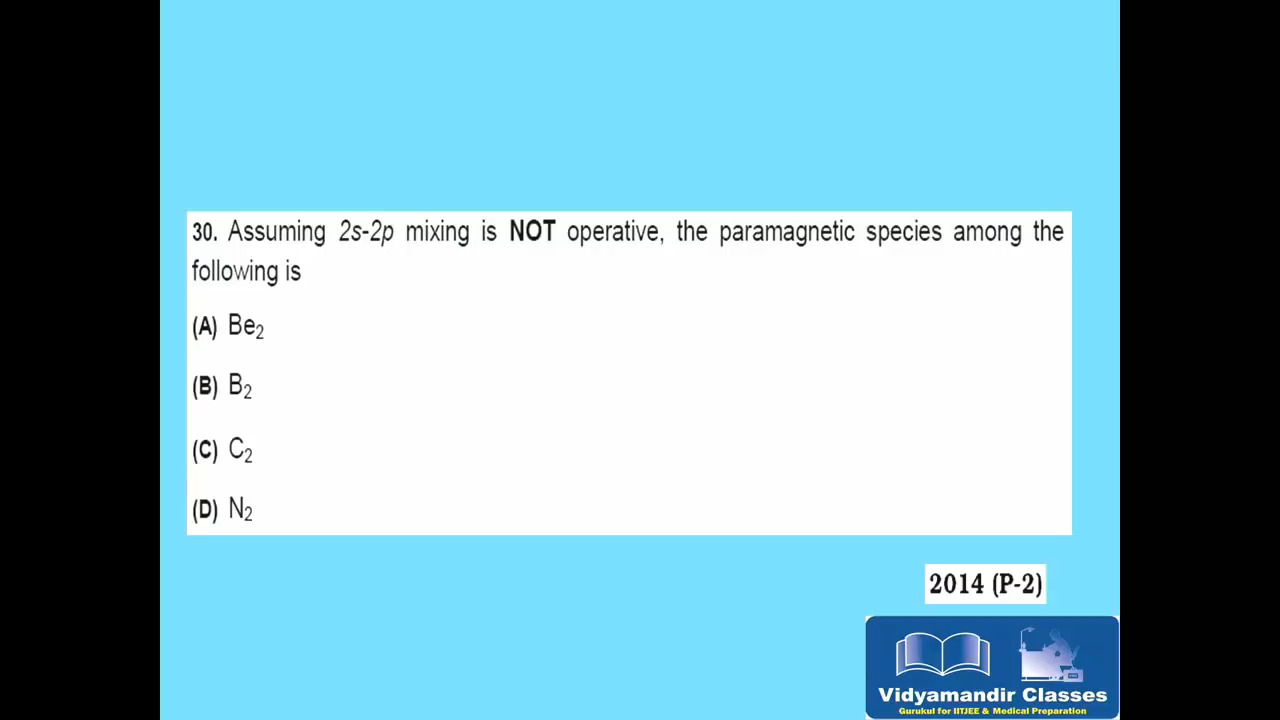 30. Assuming 2s-2p mixing is NOT operative, the paramagnetic species among the
following is
(A) Be₂
(B) B₂
(C) C₂
(D) N₂
2014 (P-2)
Vidyamandir Classes
Gurukul for IITJEE & Medical Preparation